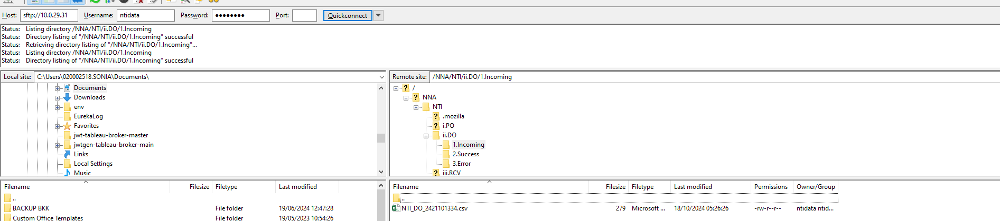 Host: sftp://10.0.29.31 Username: ntidata Password: ●●●●●●●● Port: Quickconnect
Status: Listing directory /NNA/NTI/ii.DO/1.Incoming
Status: Directory listing of "/NNA/NTI/ii.DO/1.Incoming" successful
Status: Retrieving directory listing of "/NNA/NTI/ii.DO/1.Incoming"...
Status: Listing directory /NNA/NTI/ii.DO/1.Incoming
Status: Directory listing of "/NNA/NTI/ii.DO/1.Incoming" successful
Local site: C:\Users\020002518.SONIA\Documents\
Documents
Downloads
env
EurekaLog
Favorites
jwt-tableau-broker-master
jwtgen-tableau-broker-main
Links
Local Settings
Music
Remote site: /NNA/NTI/ii.DO/1.Incoming
/
NNA
NTI
.mozilla
i.PO
ii.DO
1.Incoming
2.Success
3.Error
iii.RCV
Filename Filesize Filetype Last modified
..
BACKUP BKK File folder 19/06/2024 12:47:28
Custom Office Templates File folder 19/05/2023 10:54:26
Filename Filesize Filetype Last modified Permissions Owner/Group
..
NTI_DO_2421101334.csv 279 Microsoft ... 18/10/2024 05:26:26 -rw-r--r-- ntidata ntid...